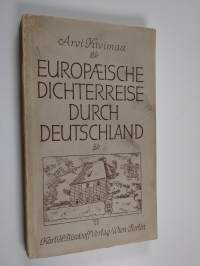 Arvi Kivimaa
EUROPÆISCHE
DICHTERREISE
DURCH
DEUTSCHLAND
Karl H. Bischoff Verlag / Wien-Berlin